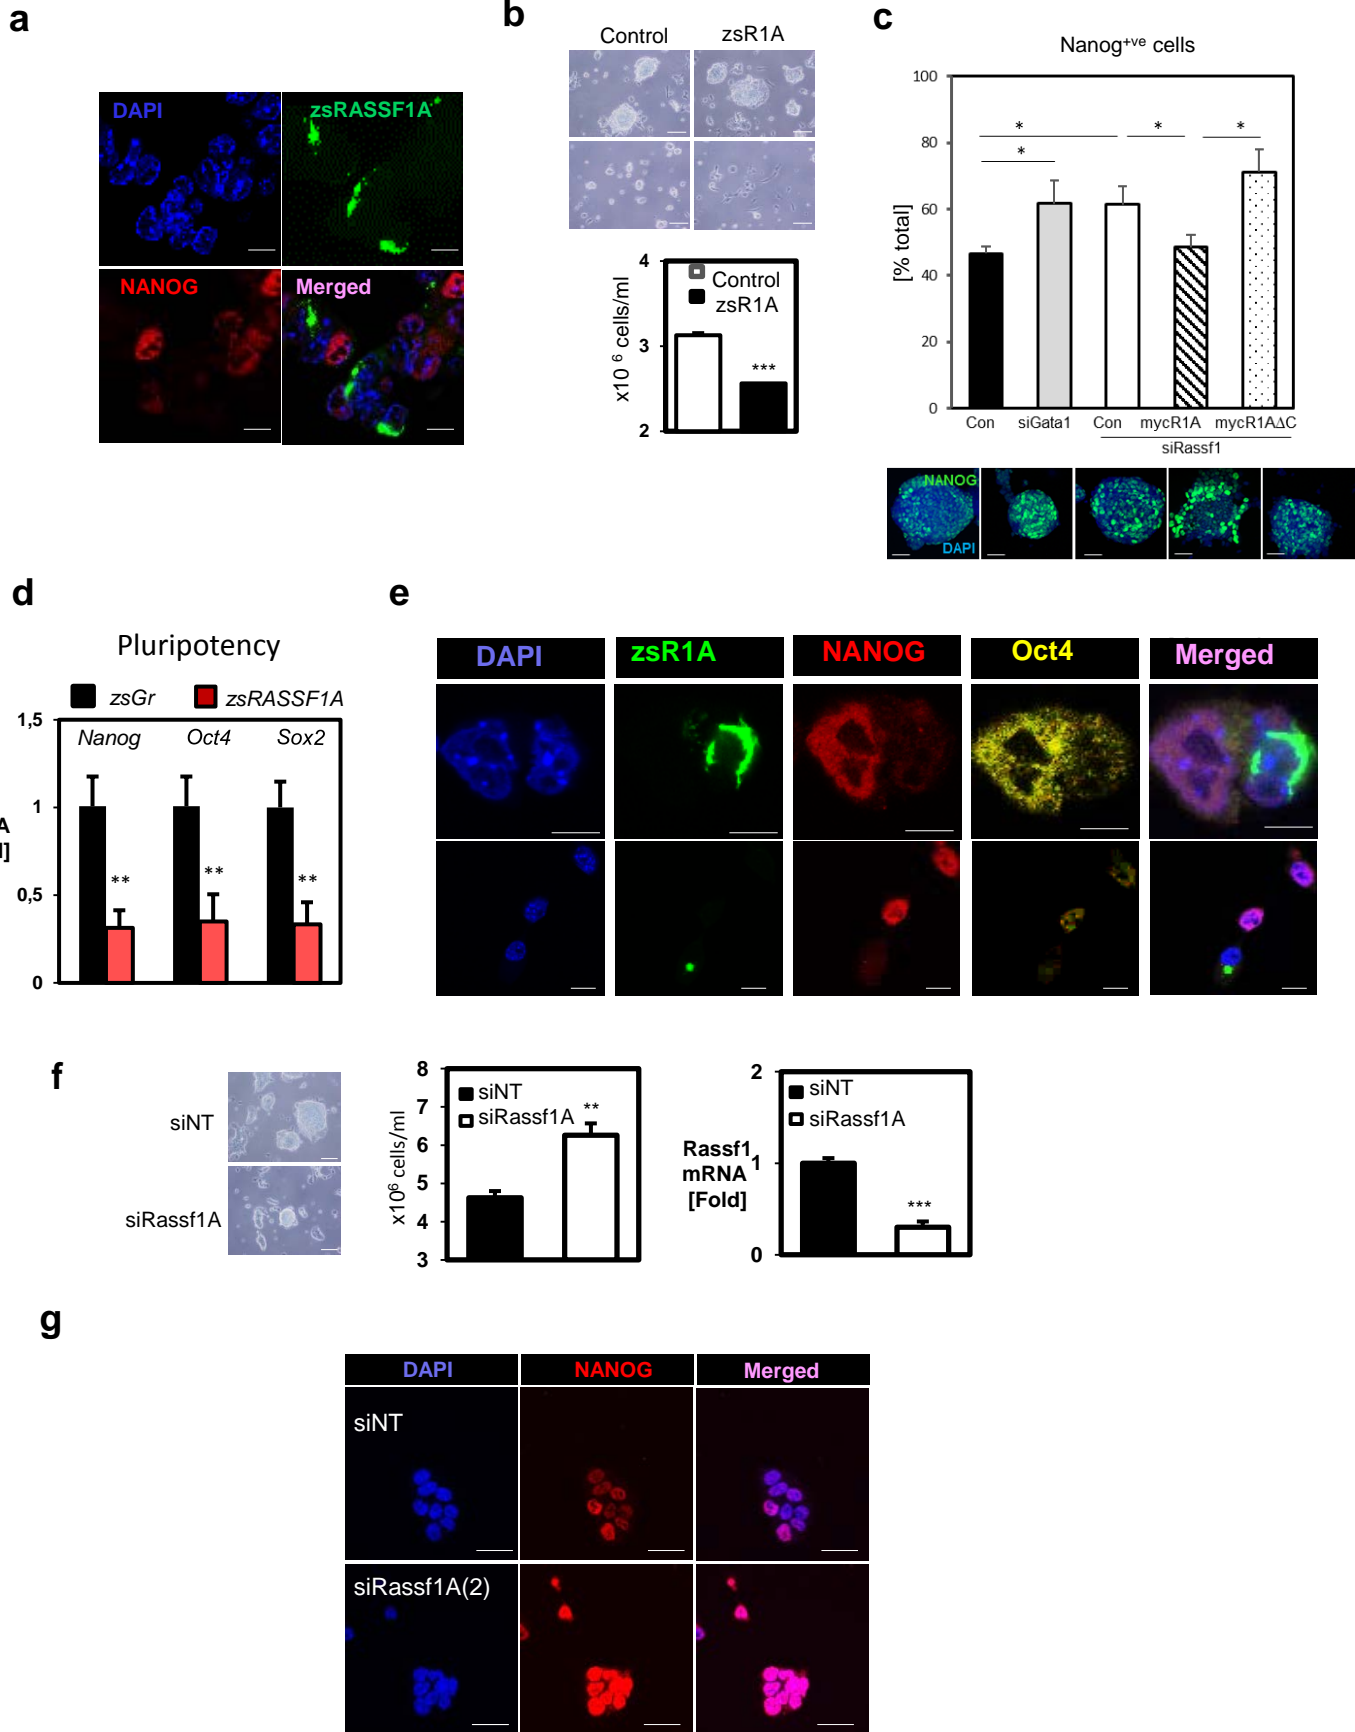 a
DAPI
zsRASSF1A
NANOG
Merged
b
Control
zsR1A
4
3
2
x10 6 cells/ml
Control
zsR1A
***
c
Nanog+ve cells
100
80
60
40
20
0
[% total]
*
*
*
*
Con
siGata1
Con
mycR1A
mycR1AΔC
siRassf1
NANOG
DAPI
d
Pluripotency
zsGr
zsRASSF1A
1,5
1
0,5
0
A
]
Nanog
Oct4
Sox2
**
**
**
e
DAPI
zsR1A
NANOG
Oct4
Merged
f
siNT
siRassf1A
8
7
6
5
4
3
x10⁶ cells/ml
siNT
siRassf1A
**
Rassf1
mRNA
[Fold]
2
1
0
siNT
siRassf1A
***
g
DAPI
NANOG
Merged
siNT
siRassf1A(2)